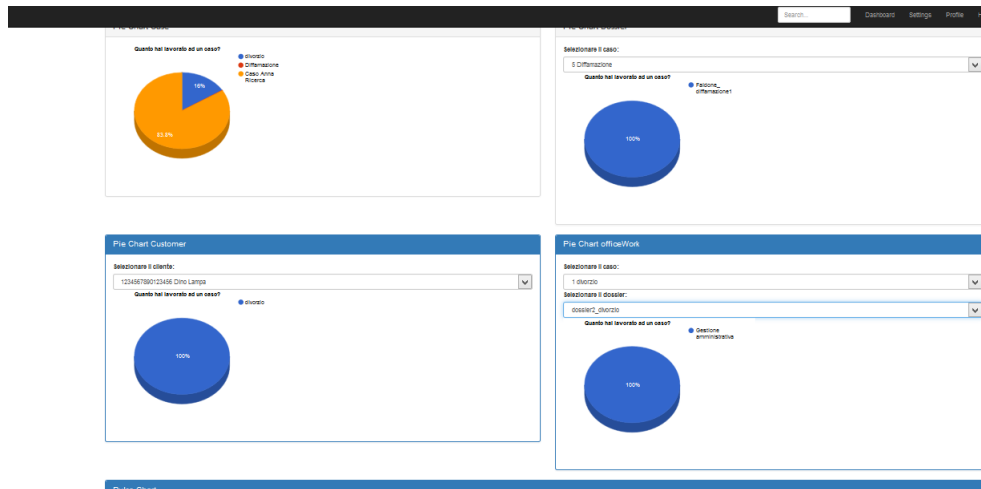 Search...
Dashboard
Settings
Profile
Quanto hai lavorato ad un caso?
divorzio
Diffamazione
Caso Anna
Ricerca
16%
83.8%
Selezionare il caso:
5 Diffamazione
Quanto hai lavorato ad un caso?
Faldone_
diffamazione1
100%
Pie Chart Customer
Selezionare il cliente:
1234567890123456 Dino Lampa
Quanto hai lavorato ad un caso?
divorzio
100%
Pie Chart officeWork
Selezionare il caso:
1 divorzio
Selezionare il dossier:
dossier2_divorzio
Quanto hai lavorato ad un caso?
Gestione
amministrativa
100%